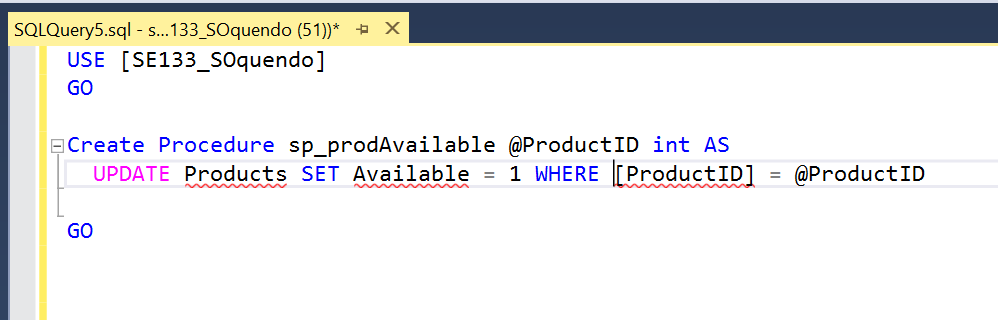 SQLQuery5.sql - s...133_SOquendo (51))*
USE [SE133_SOquendo]
GO
Create Procedure sp_prodAvailable @ProductID int AS
UPDATE Products SET Available = 1 WHERE [ProductID] = @ProductID
GO